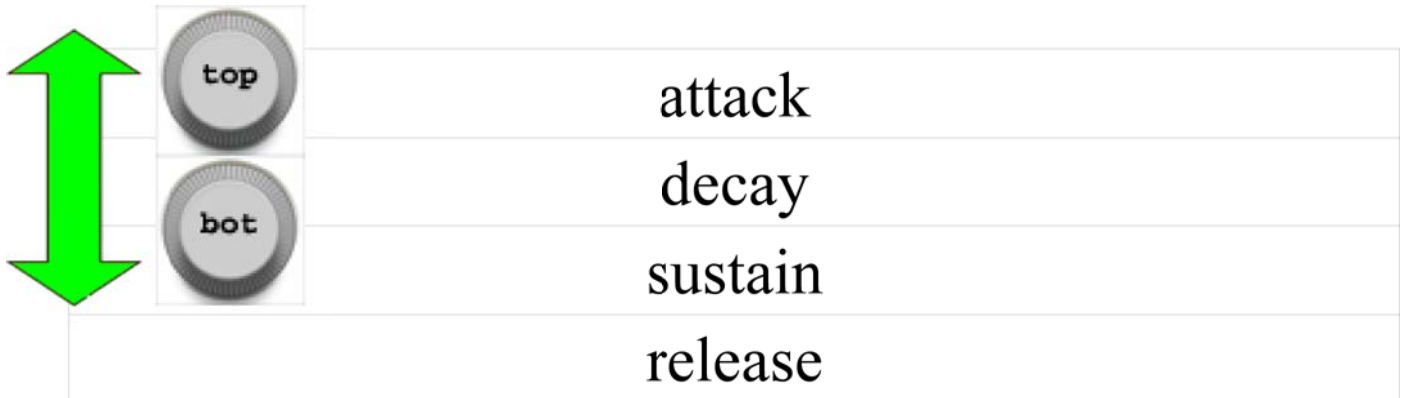 top
attack
decay
bot
sustain
release